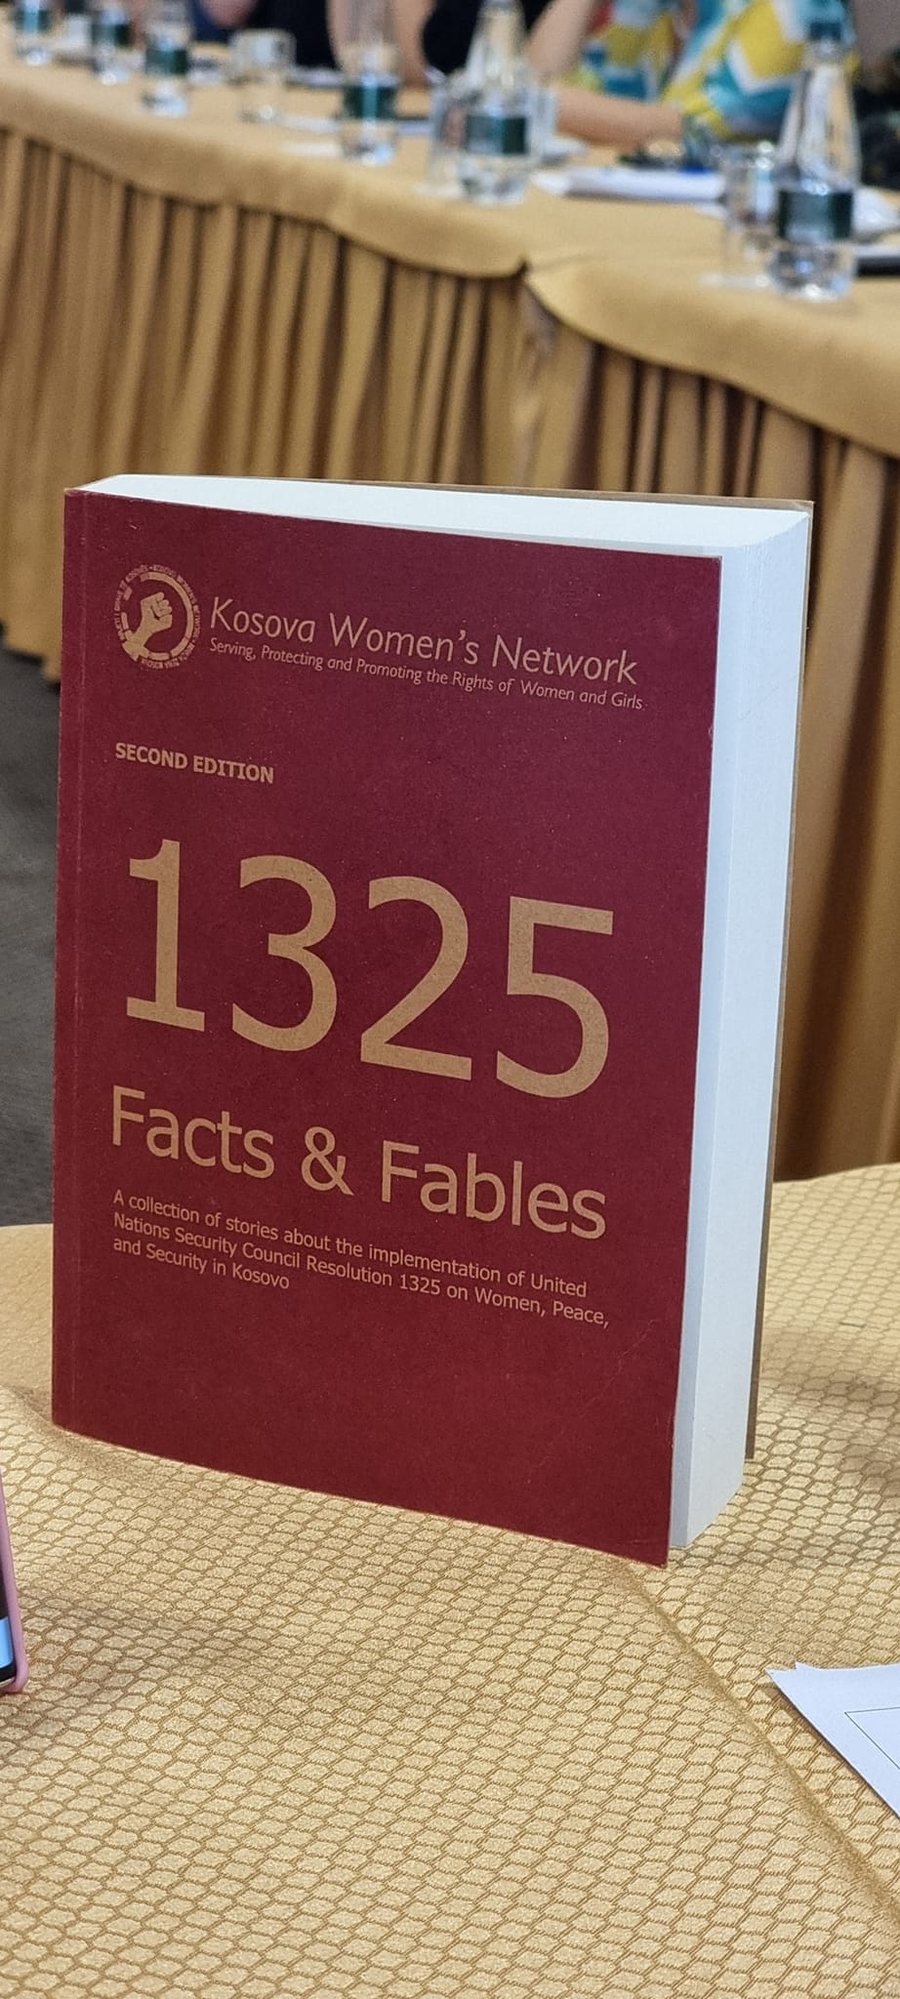 Kosova Women's Network
Serving, Protecting and Promoting the Rights of Women and Girls
SECOND EDITION
1325
Facts & Fables
A collection of stories about the implementation of United
Nations Security Council Resolution 1325 on Women, Peace,
and Security in Kosovo